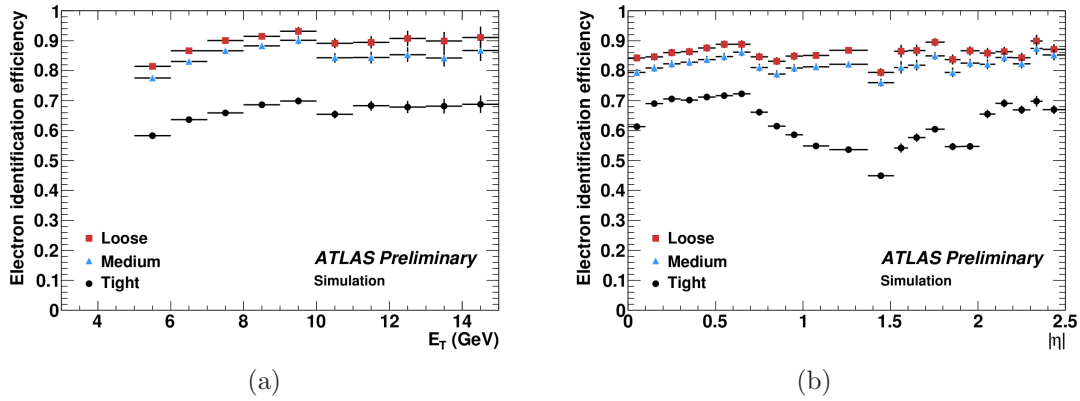 Electron identification efficiency
1
0.9
0.8
0.7
0.6
0.5
0.4
0.3
0.2
0.1
0
Loose
Medium
Tight
ATLAS Preliminary
Simulation
4 6 8 10 12 14
E_T (GeV)
(a)
Electron identification efficiency
1
0.9
0.8
0.7
0.6
0.5
0.4
0.3
0.2
0.1
0
Loose
Medium
Tight
ATLAS Preliminary
Simulation
0 0.5 1 1.5 2 2.5
|η|
(b)